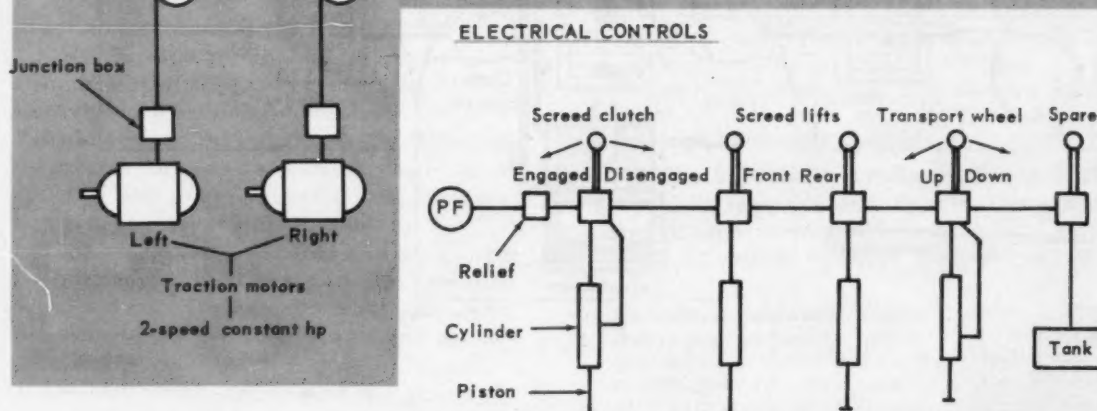 Junction box
Left
Right
Traction motors
2-speed constant hp
ELECTRICAL CONTROLS
Screed clutch
Screed lifts
Transport wheel
Spare
Engaged
Disengaged
Front
Rear
Up
Down
PF
Relief
Cylinder
Piston
Tank